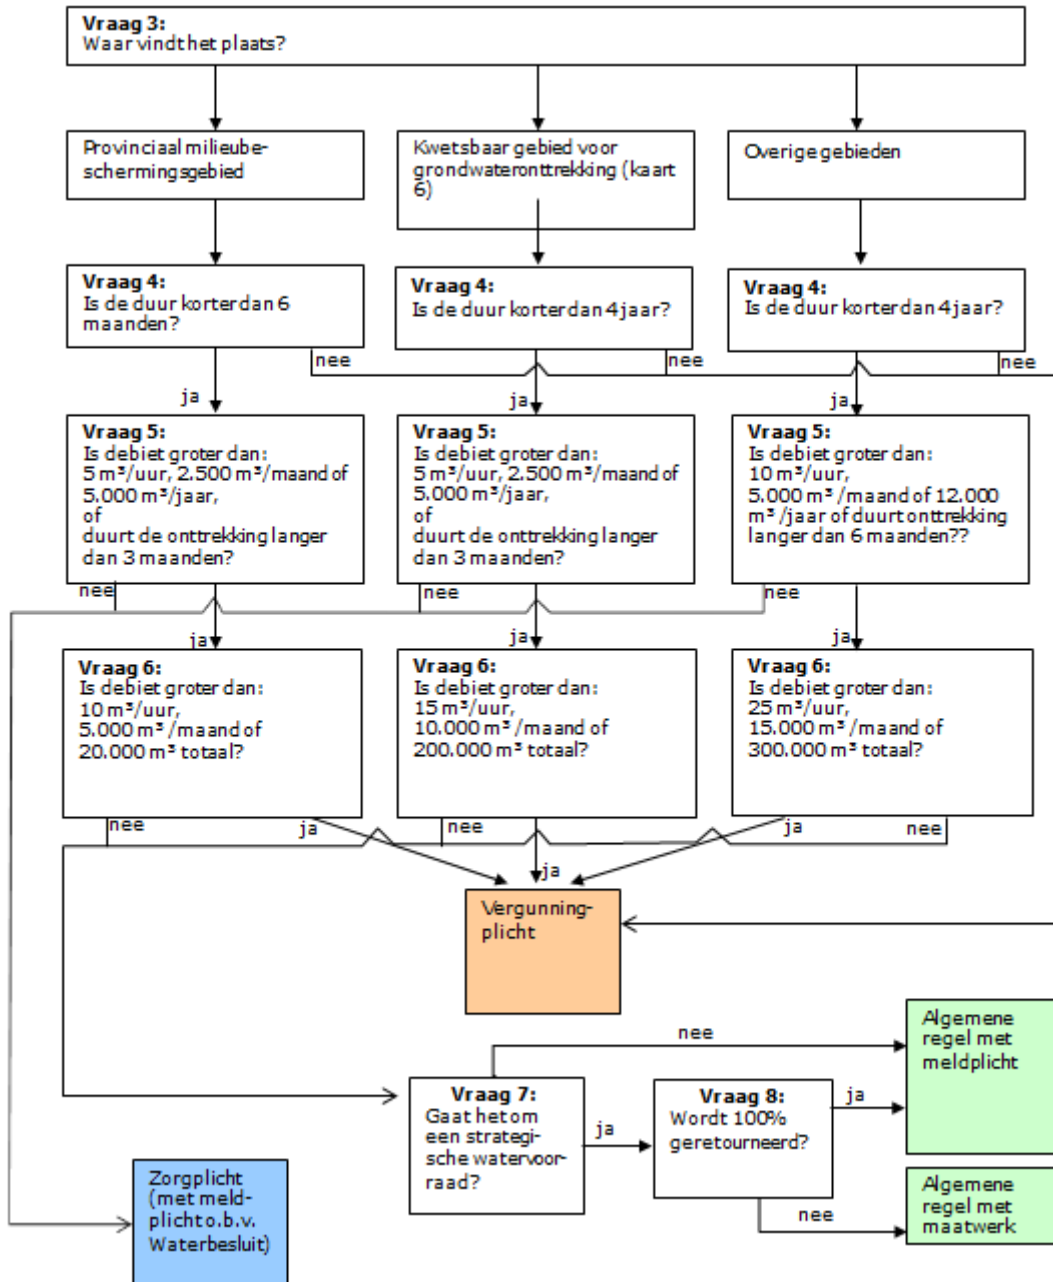 Vraag 3:
Waar vindt het plaats?
Provinciaal milieube-
schermingsgebied
Kwetsbaar gebied voor
grondwateronttrekking (kaart
6)
Overige gebieden
Vraag 4:
Is de duur korter dan 6
maanden?
Vraag 4:
Is de duur korter dan 4 jaar?
Vraag 4:
Is de duur korter dan 4 jaar?
nee
nee
nee
ja
ja
ja
Vraag 5:
Is debiet groter dan:
5 m³/uur, 2.500 m³/maand of
5.000 m³/jaar,
of
duurt de onttrekking langer
dan 3 maanden?
Vraag 5:
Is debiet groter dan:
5 m³/uur, 2.500 m³/maand of
5.000 m³/jaar,
of
duurt de onttrekking langer
dan 3 maanden?
Vraag 5:
Is debiet groter dan:
10 m³/uur,
5.000 m³/maand of 12.000
m³/jaar of duurt onttrekking
langer dan 6 maanden??
nee
nee
nee
ja
ja
ja
Vraag 6:
Is debiet groter dan:
10 m³/uur,
5.000 m³/maand of
20.000 m³ totaal?
Vraag 6:
Is debiet groter dan:
15 m³/uur,
10.000 m³/maand of
200.000 m³ totaal?
Vraag 6:
Is debiet groter dan:
25 m³/uur,
15.000 m³/maand of
300.000 m³ totaal?
nee
ja
nee
ja
ja
nee
Vergunning-
plicht
nee
Algemene
regel met
meldplicht
Vraag 7:
Gaat het om
een strategi-
sche watervoor-
raad?
ja
Vraag 8:
Wordt 100%
geretourneerd?
ja
nee
Algemene
regel met
maatwerk
Zorgplicht
(met meld-
plicht o.b.v.
Waterbesluit)